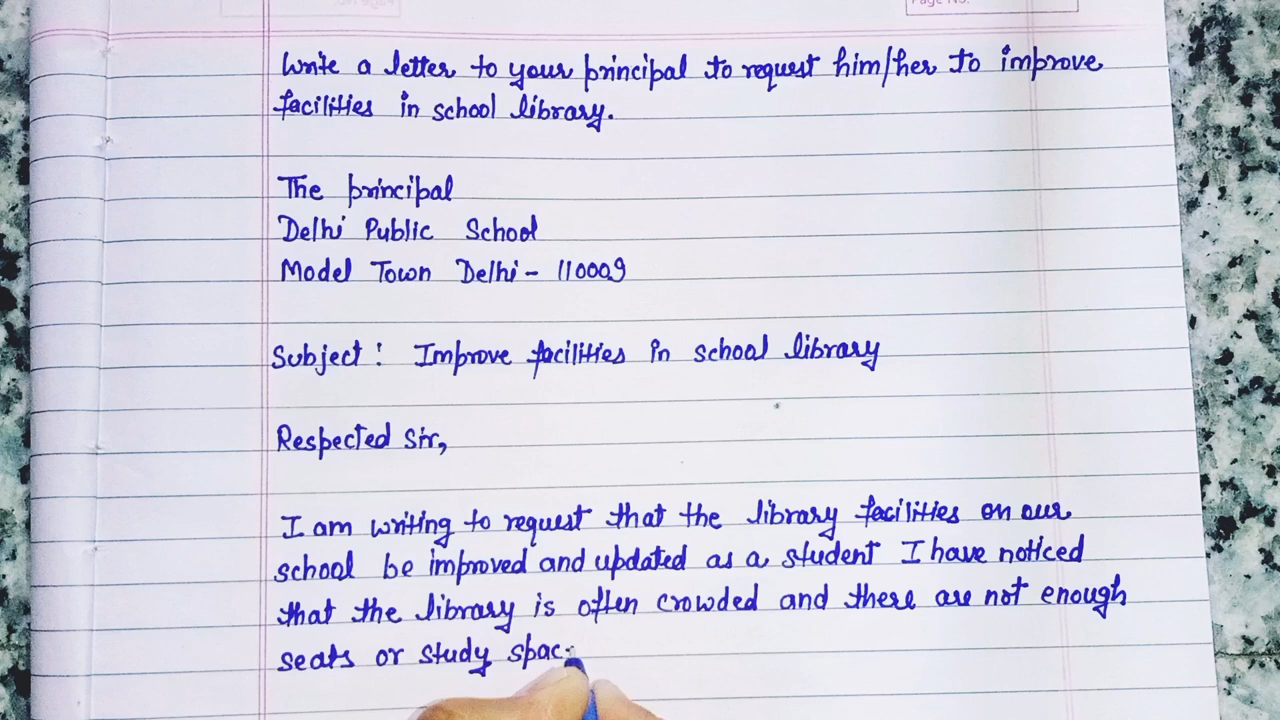 Page No.
Write a letter to your principal to request him/her to improve
facilities in school library.
The principal
Delhi Public School
Model Town Delhi - 110009
Subject : Improve facilities in school library
Respected Sir,
I am writing to request that the library facilities on our
school be improved and updated as a student I have noticed
that the library is often crowded and there are not enough
seats or study spac